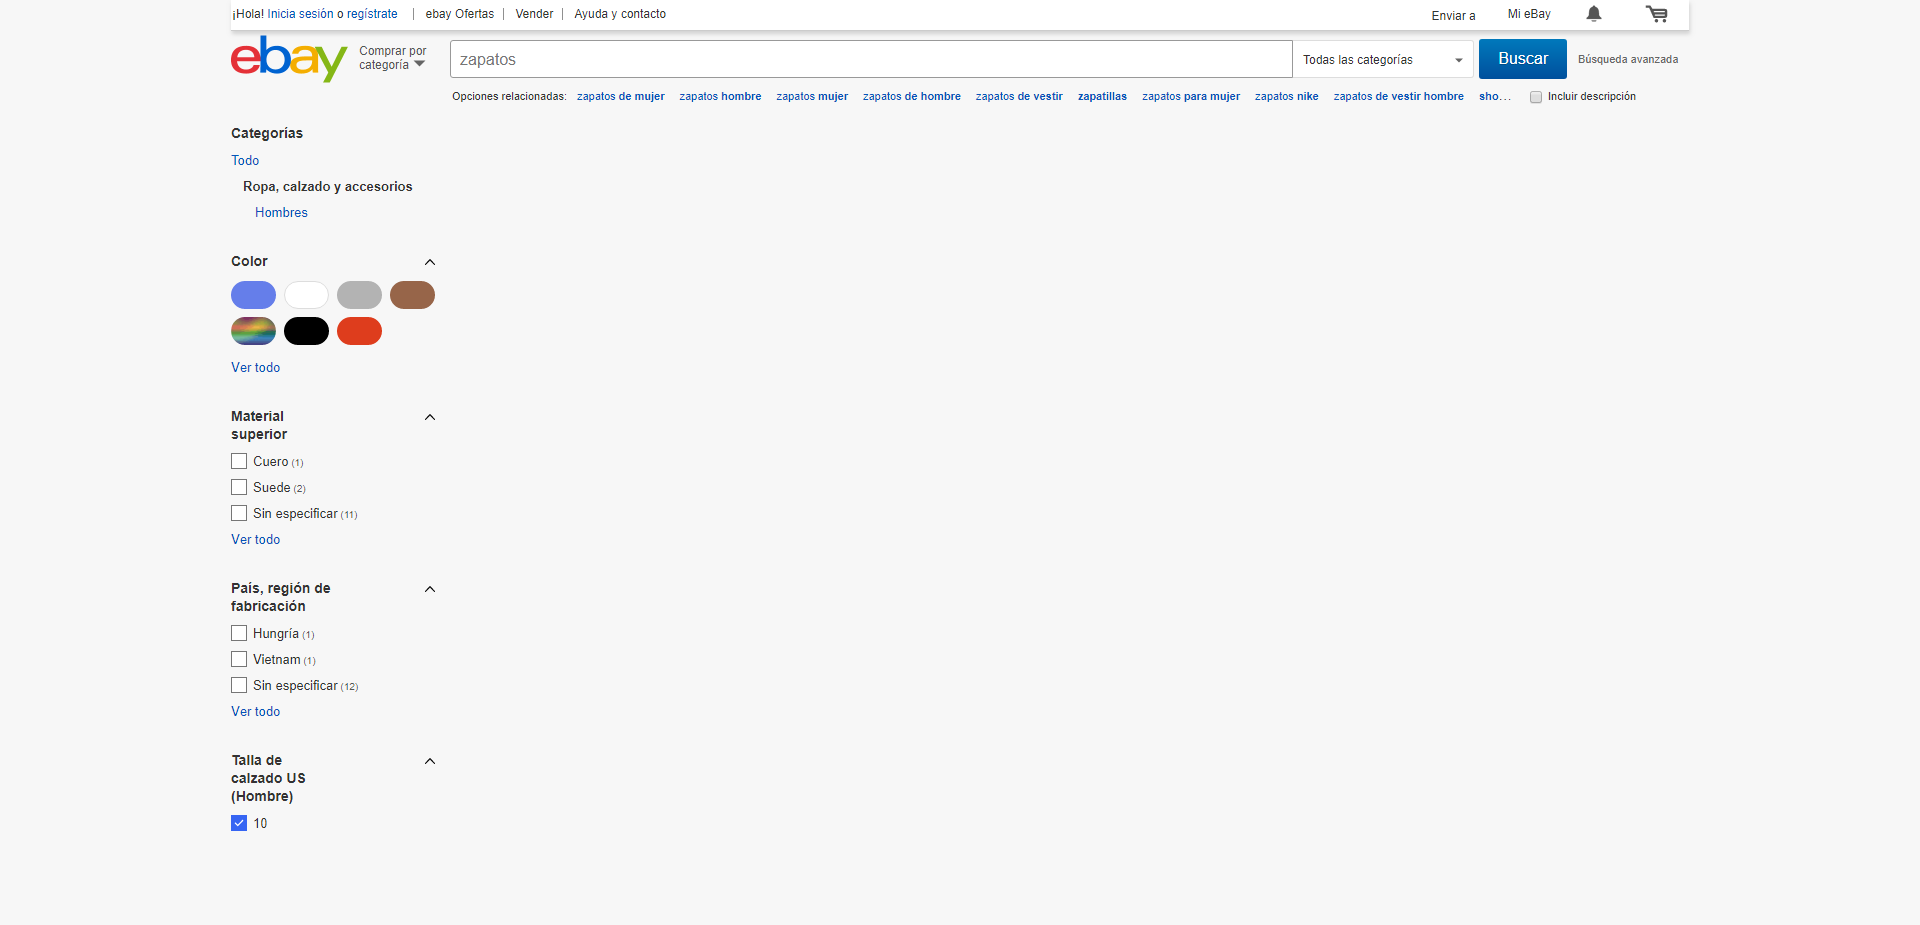 ¡Hola! Inicia sesión o regístrate | ebay Ofertas | Vender | Ayuda y contacto Enviar a Mi eBay
ebay Comprar por categoría zapatos Todas las categorías Buscar Búsqueda avanzada
Opciones relacionadas: zapatos de mujer zapatos hombre zapatos mujer zapatos de hombre zapatos de vestir zapatillas zapatos para mujer zapatos nike zapatos de vestir hombre sho... Incluir descripción
Categorías
Todo
Ropa, calzado y accesorios
Hombres
Color
Ver todo
Material
superior
Cuero (1)
Suede (2)
Sin especificar (11)
Ver todo
País, región de
fabricación
Hungría (1)
Vietnam (1)
Sin especificar (12)
Ver todo
Talla de
calzado US
(Hombre)
10